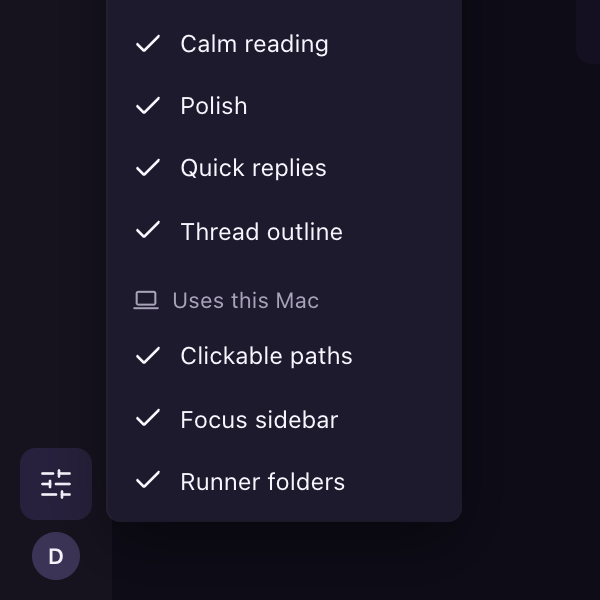 Calm reading
Polish
Quick replies
Thread outline
Uses this Mac
Clickable paths
Focus sidebar
Runner folders
D